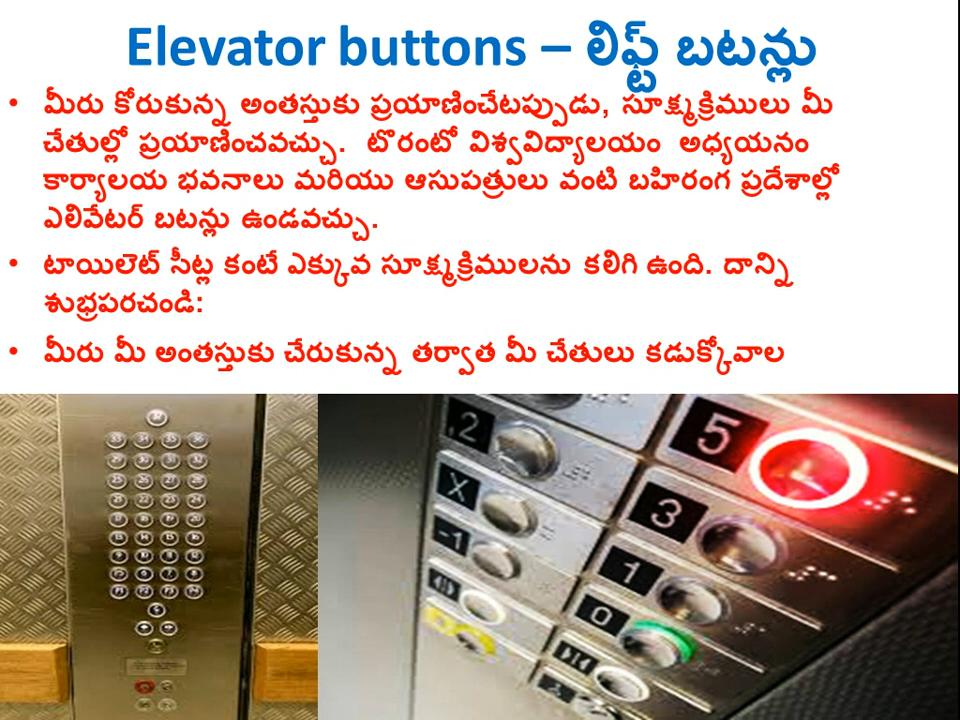 Elevator buttons – లిఫ్ట్ బటన్లు
• మీరు కోరుకున్న అంతస్తుకు ప్రయాణించేటప్పుడు, సూక్ష్మక్రిములు మీ
చేతుల్లో ప్రయాణించవచ్చు. టొరంటో విశ్వవిద్యాలయం అధ్యయనం
కార్యాలయ భవనాలు మరియు ఆసుపత్రులు వంటి బహిరంగ ప్రదేశాల్లో
ఎలివేటర్ బటన్లు ఉండవచ్చు.
• టాయిలెట్ సీట్ల కంటే ఎక్కువ సూక్ష్మక్రిములను కలిగి ఉంది. దాన్ని
శుభ్రపరచండి:
• మీరు మీ అంతస్తుకు చేరుకున్న తర్వాత మీ చేతులు కడుక్కోవాల
5
3
1
0
X
-1